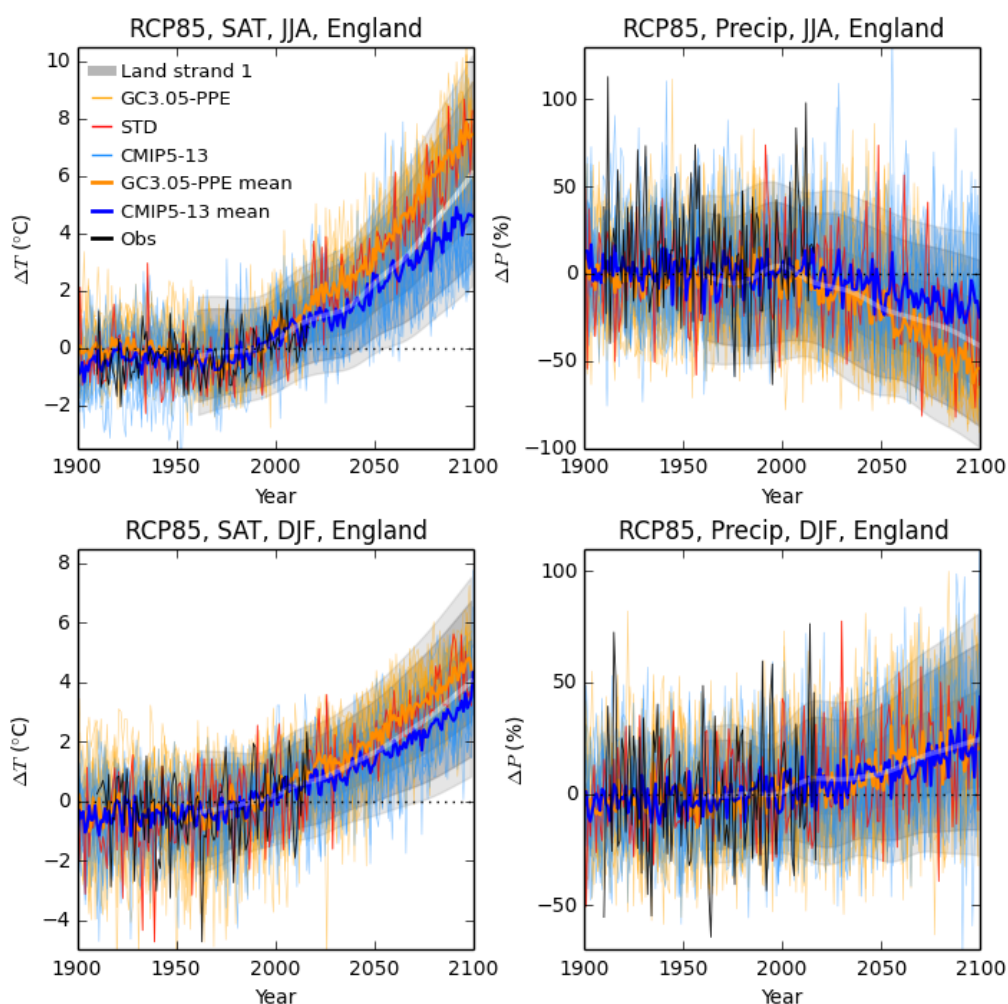 RCP85, SAT, JJA, England
10
8
6
4
2
0
−2
ΔT (°C)
Land strand 1
GC3.05-PPE
STD
CMIP5-13
GC3.05-PPE mean
CMIP5-13 mean
Obs
1900 1950 2000 2050 2100
Year
RCP85, Precip, JJA, England
100
50
0
−50
−100
ΔP (%)
1900 1950 2000 2050 2100
Year
RCP85, SAT, DJF, England
8
6
4
2
0
−2
−4
ΔT (°C)
1900 1950 2000 2050 2100
Year
RCP85, Precip, DJF, England
100
50
0
−50
ΔP (%)
1900 1950 2000 2050 2100
Year